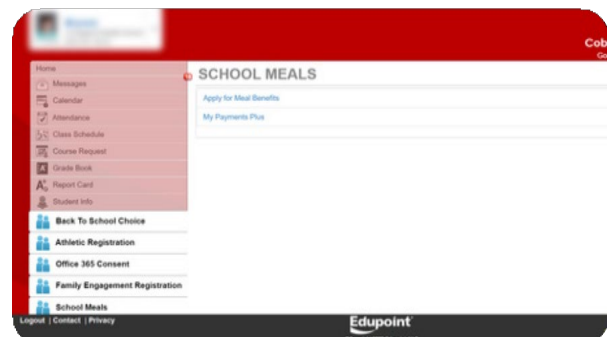 Cob
Go
Home
Messages
Calendar
Attendance
Class Schedule
Course Request
Grade Book
Report Card
Student Info
Back To School Choice
Athletic Registration
Office 365 Consent
Family Engagement Registration
School Meals
SCHOOL MEALS
Apply for Meal Benefits
My Payments Plus
Logout | Contact | Privacy
Edupoint